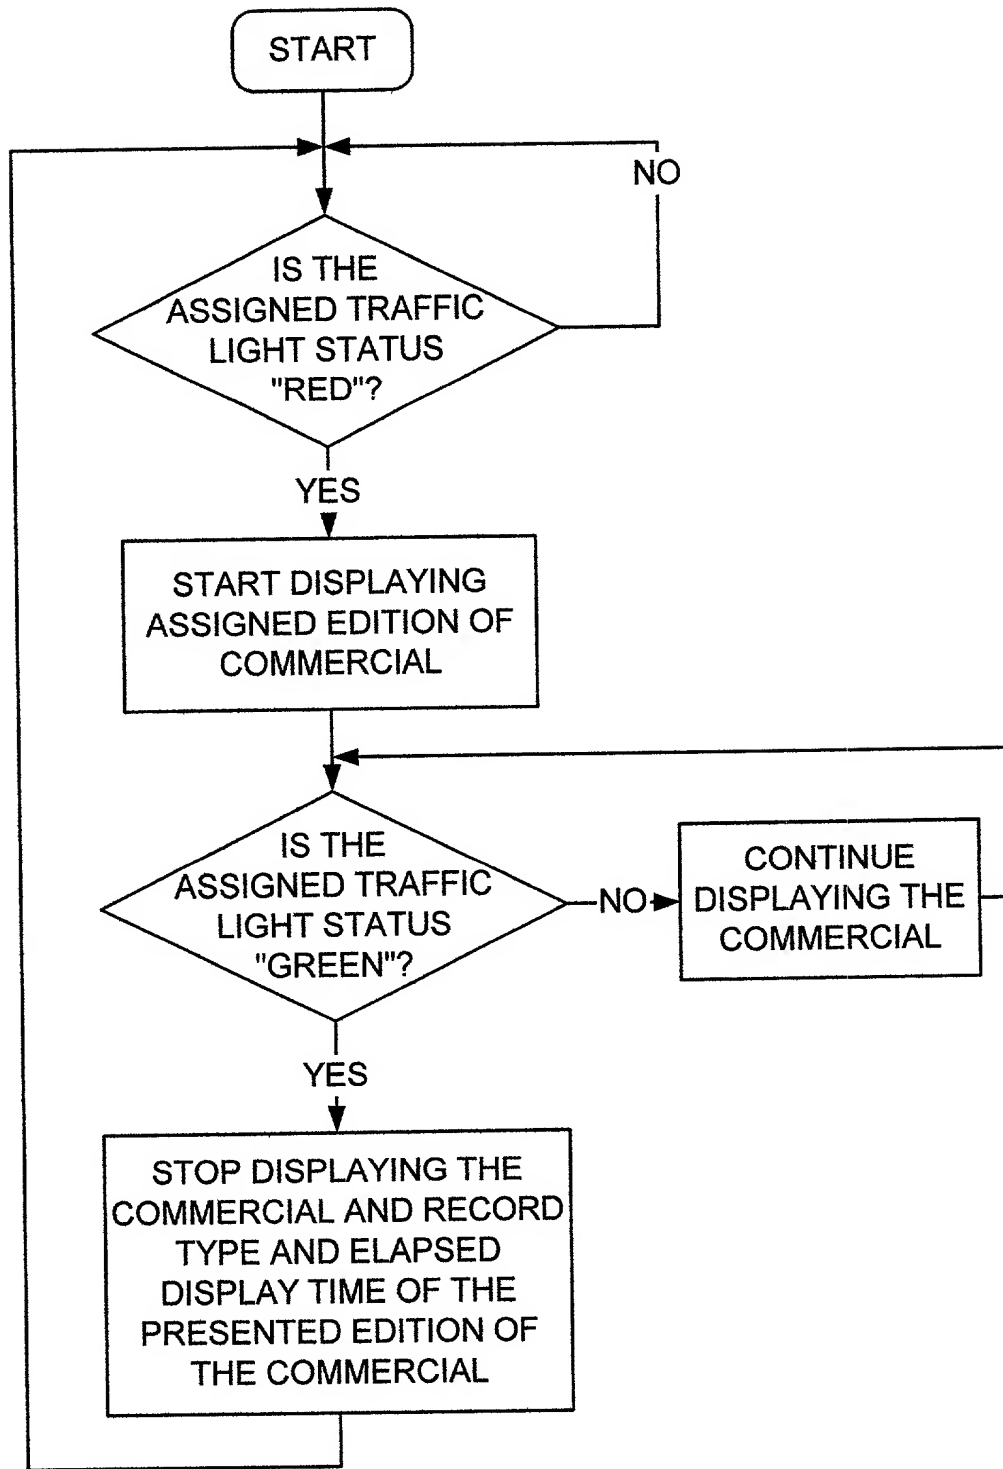 START
NO
IS THE
ASSIGNED TRAFFIC
LIGHT STATUS
"RED"?
YES
START DISPLAYING
ASSIGNED EDITION OF
COMMERCIAL
IS THE
ASSIGNED TRAFFIC
LIGHT STATUS
"GREEN"?
NO
CONTINUE
DISPLAYING THE
COMMERCIAL
YES
STOP DISPLAYING THE
COMMERCIAL AND RECORD
TYPE AND ELAPSED
DISPLAY TIME OF THE
PRESENTED EDITION OF
THE COMMERCIAL